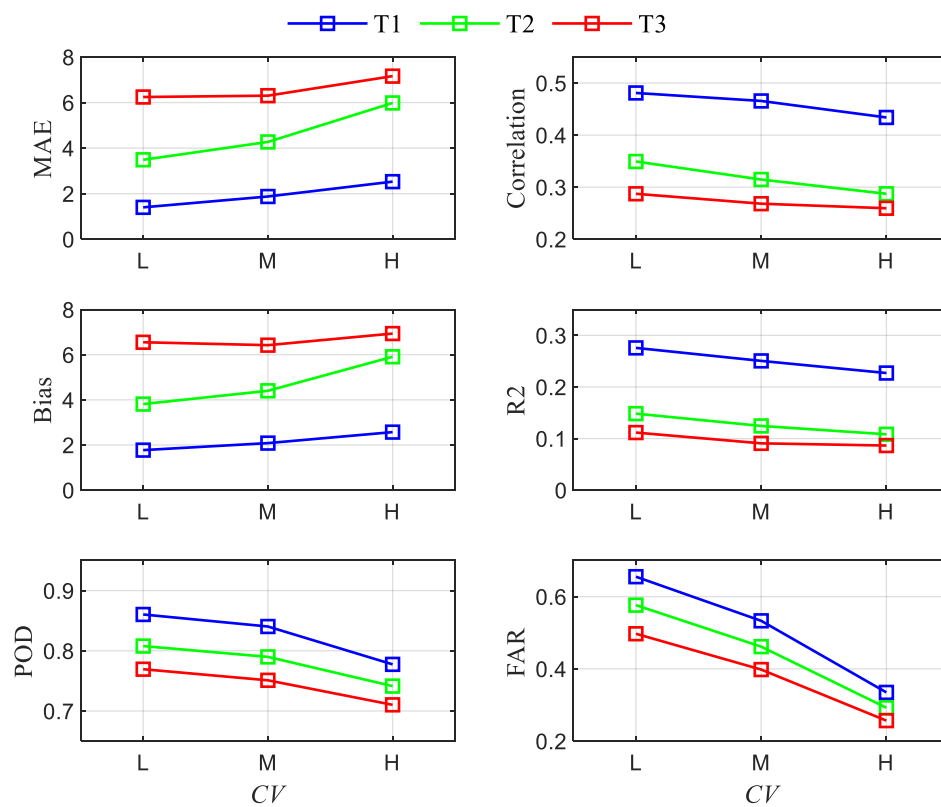 T1 T2 T3
MAE
8
6
4
2
0
L M H
Correlation
0.5
0.4
0.3
0.2
L M H
Bias
8
6
4
2
0
L M H
R2
0.3
0.2
0.1
0
L M H
POD
0.9
0.8
0.7
L M H
CV
FAR
0.6
0.4
0.2
L M H
CV